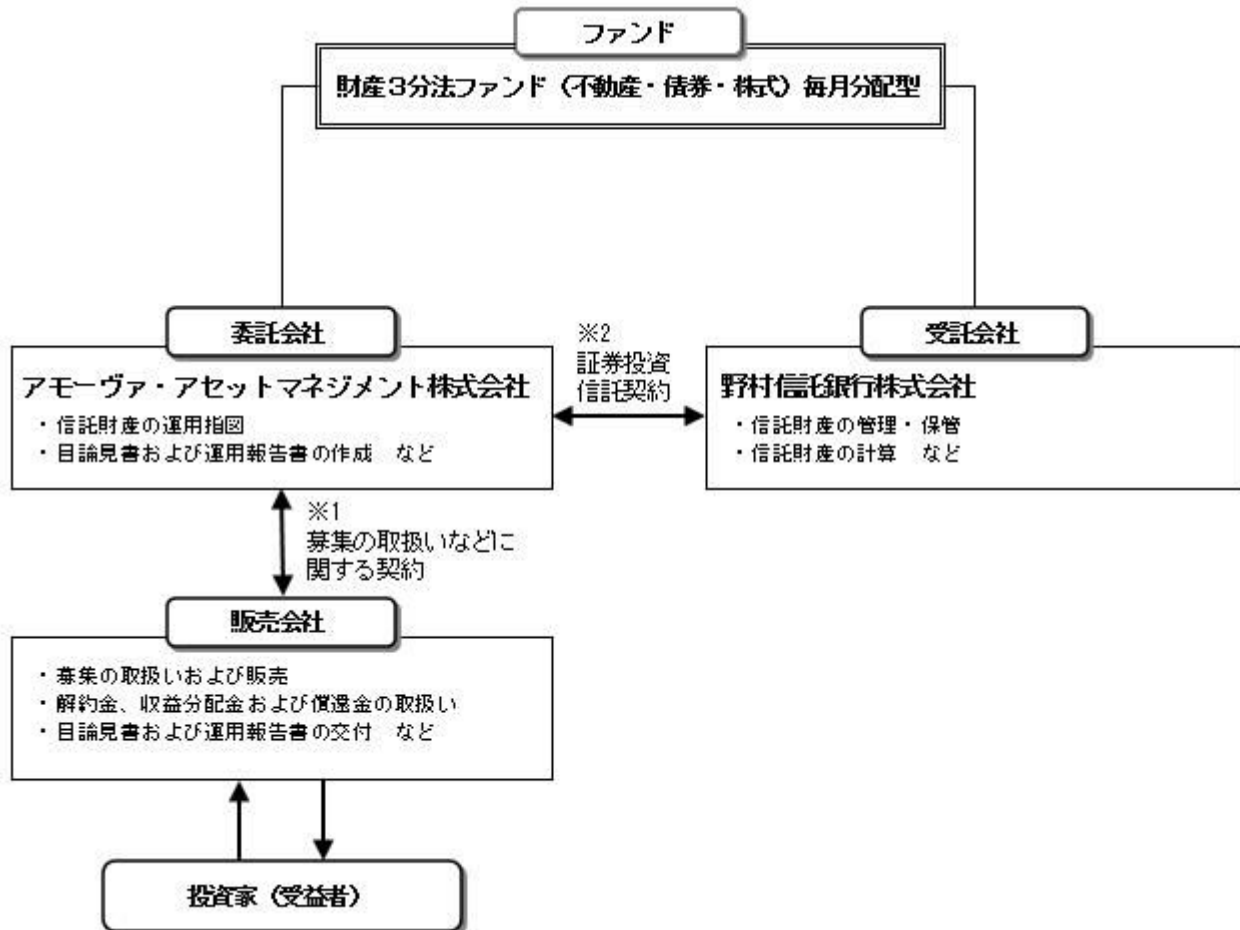 ファンド
財産3分法ファンド(不動産・債券・株式)毎月分配型
委託会社
アモーヴァ・アセットマネジメント株式会社
・信託財産の運用指図
・目論見書および運用報告書の作成 など
※2
証券投資
信託契約
受託会社
野村信託銀行株式会社
・信託財産の管理・保管
・信託財産の計算 など
※1
募集の取扱いなどに
関する契約
販売会社
・募集の取扱いおよび販売
・解約金、収益分配金および償還金の取扱い
・目論見書および運用報告書の交付 など
投資家(受益者)